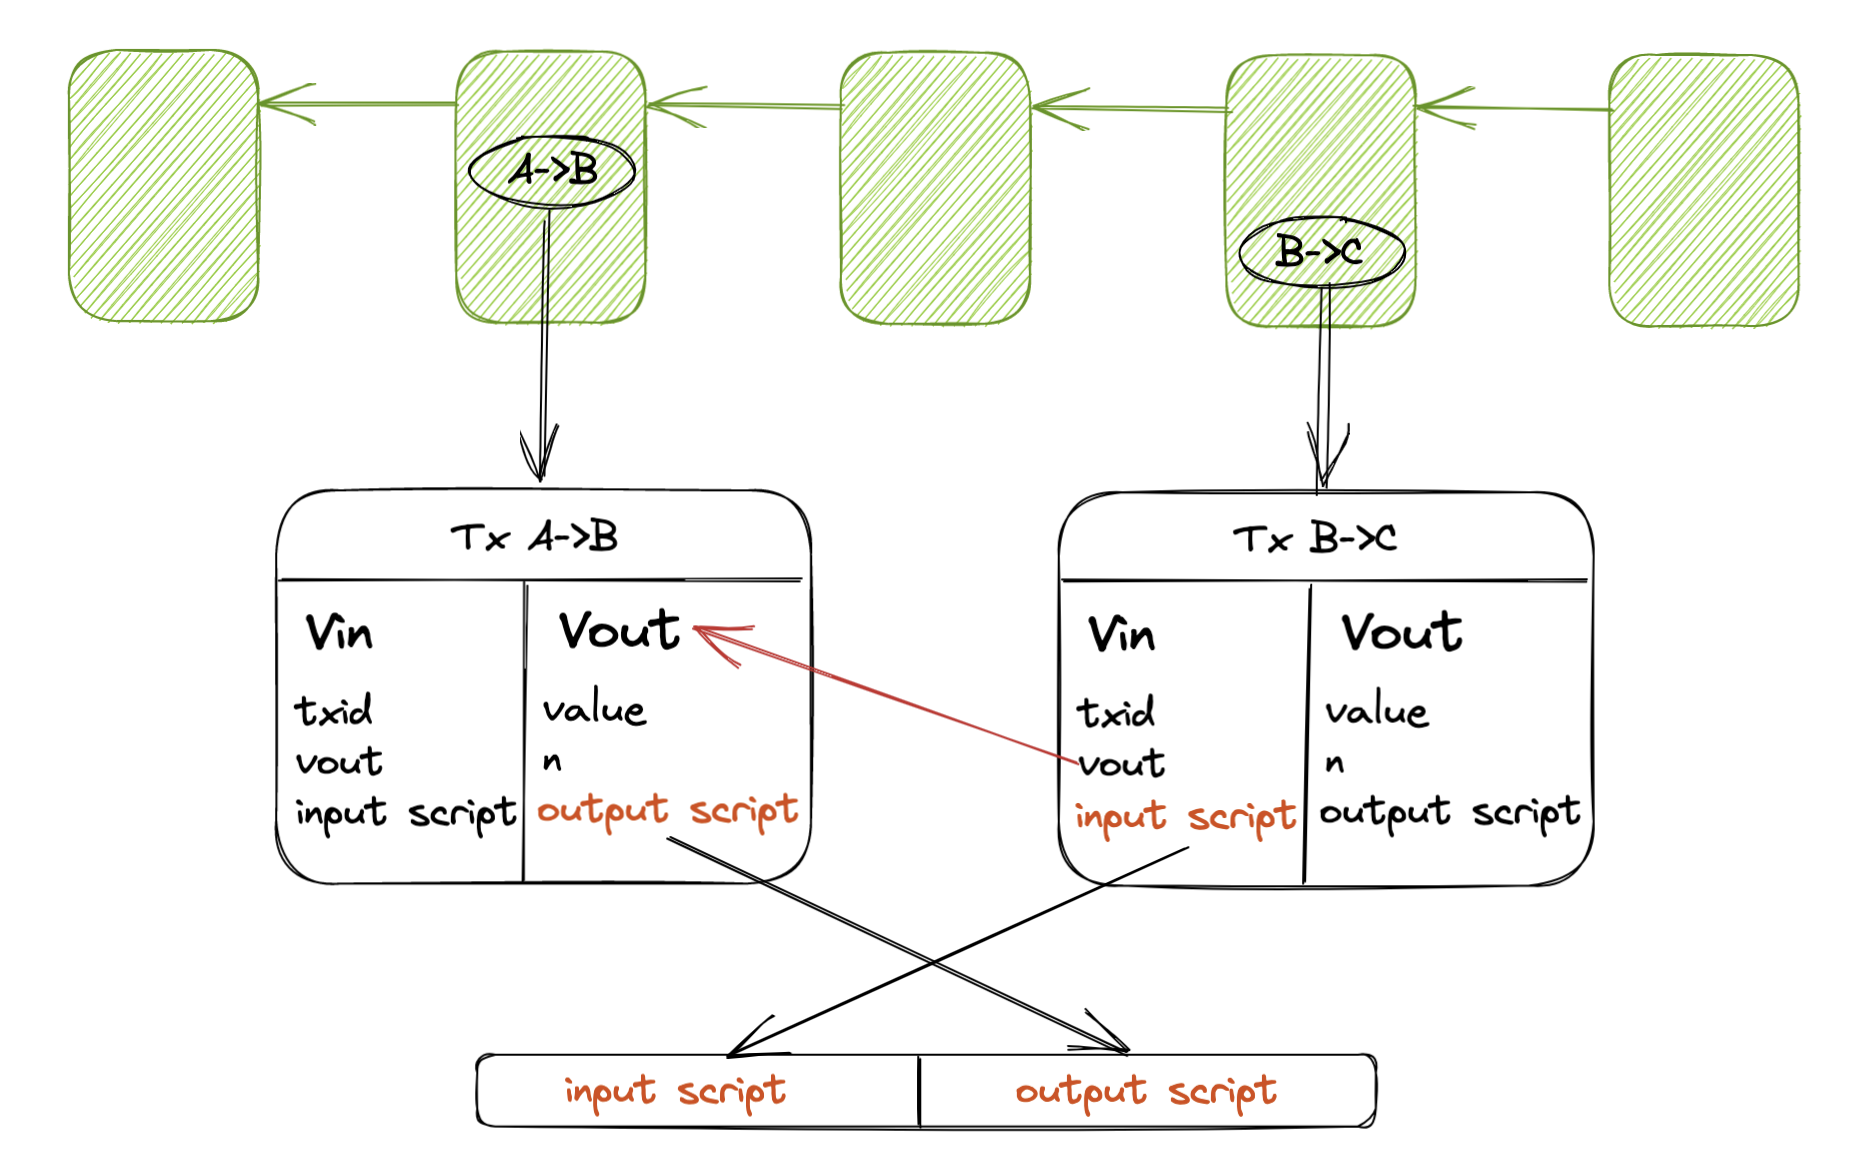 A->B
B->C
Tx A->B
Vin
Vout
txid
value
vout
n
input script
output script
Tx B->C
Vin
Vout
txid
value
vout
n
input script
output script
input script
output script